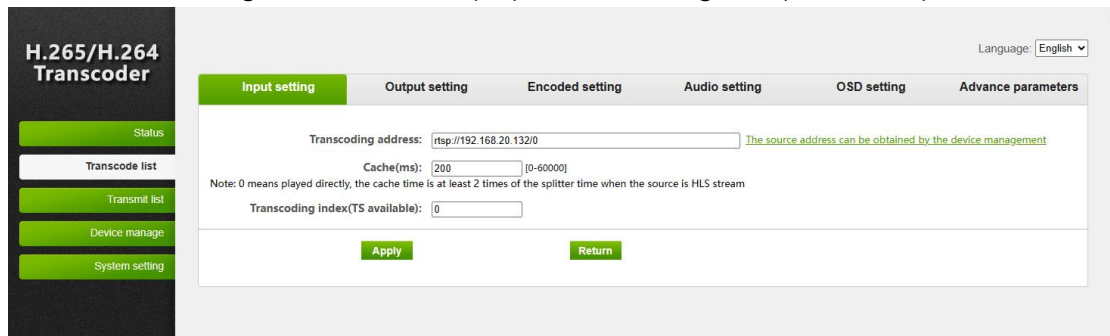 H.265/H.264
Transcoder
Language: English
Input setting Output setting Encoded setting Audio setting OSD setting Advance parameters
Status
Transcode list
Transmit list
Device manage
System setting
Transcoding address: rtsp://192.168.20.132/0 The source address can be obtained by the device management
Cache(ms): 200 [0-60000]
Note: 0 means played directly, the cache time is at least 2 times of the splitter time when the source is HLS stream
Transcoding index(TS available): 0
Apply Return